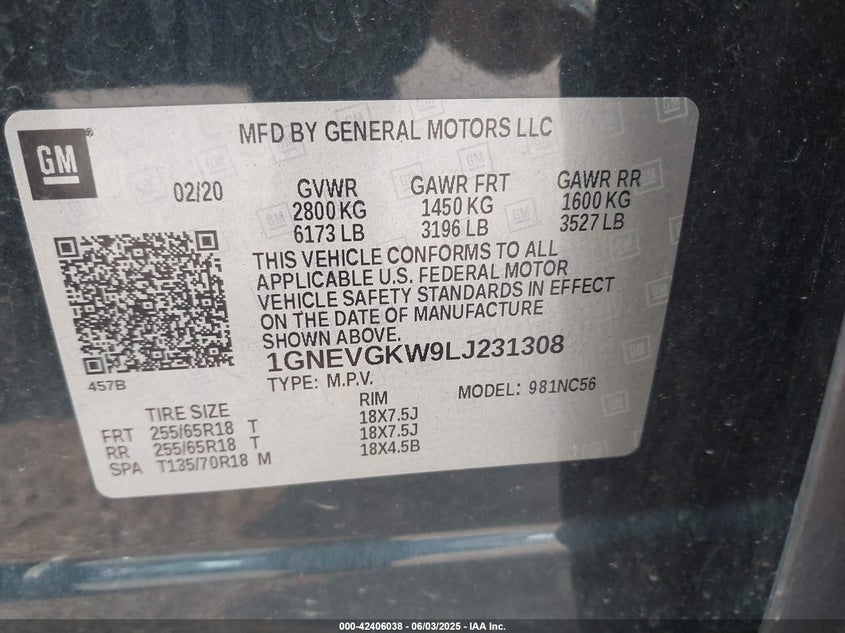 GM
MFD BY GENERAL MOTORS LLC
02/20
GVWR
2800 KG
6173 LB
GAWR FRT
1450 KG
3196 LB
GAWR RR
1600 KG
3527 LB
THIS VEHICLE CONFORMS TO ALL
APPLICABLE U.S. FEDERAL MOTOR
VEHICLE SAFETY STANDARDS IN EFFECT
ON THE DATE OF MANUFACTURE
SHOWN ABOVE.
1GNEVGKW9LJ231308
457B
TYPE: M.P.V.
MODEL: 981NC56
TIRE SIZE
RIM
FRT 255/65R18 T 18X7.5J
RR 255/65R18 T 18X7.5J
SPA T135/70R18 M 18X4.5B
000-42406038 - 06/03/2025 - IAA Inc.